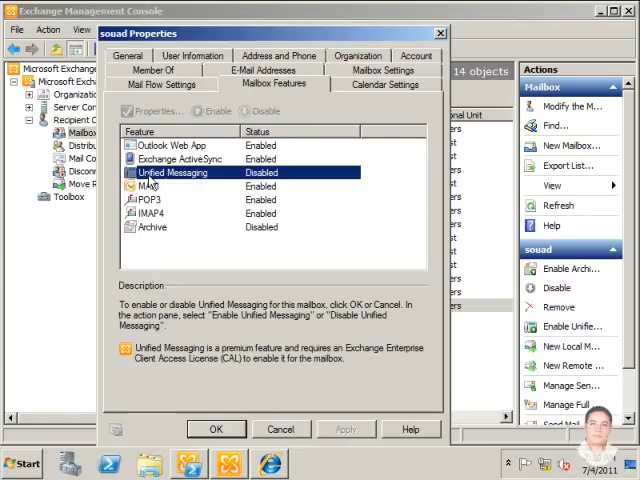 Exchange Management Console
File Action View
souad Properties
General User Information Address and Phone Organization Account
Member Of E-Mail Addresses Mailbox Settings
Mail Flow Settings Mailbox Features Calendar Settings
Properties... Enable Disable
Feature Status
Outlook Web App Enabled
Exchange ActiveSync Enabled
Unified Messaging Disabled
MAPI Enabled
POP3 Enabled
IMAP4 Enabled
Archive Disabled
Description
To enable or disable Unified Messaging for this mailbox, click OK or Cancel. In
the action pane, select "Enable Unified Messaging" or "Disable Unified
Messaging".
Unified Messaging is a premium feature and requires an Exchange Enterprise
Client Access License (CAL) to enable it for the mailbox.
OK Cancel Apply Help
Microsoft Exchang
Microsoft Exc
Organizatio
Server Con
Recipient C
Mailbox
Distribu
Mail Co
Disconn
Move R
Toolbox
14 objects
onal Unit
Actions
Mailbox
Modify the M...
Find...
New Mailbox...
Export List...
View
Refresh
Help
souad
Enable Archiv...
Disable
Remove
Enable Unifie...
New Local M...
New Remote ...
Manage Sen...
Manage Full ...
Start
7/4/2011